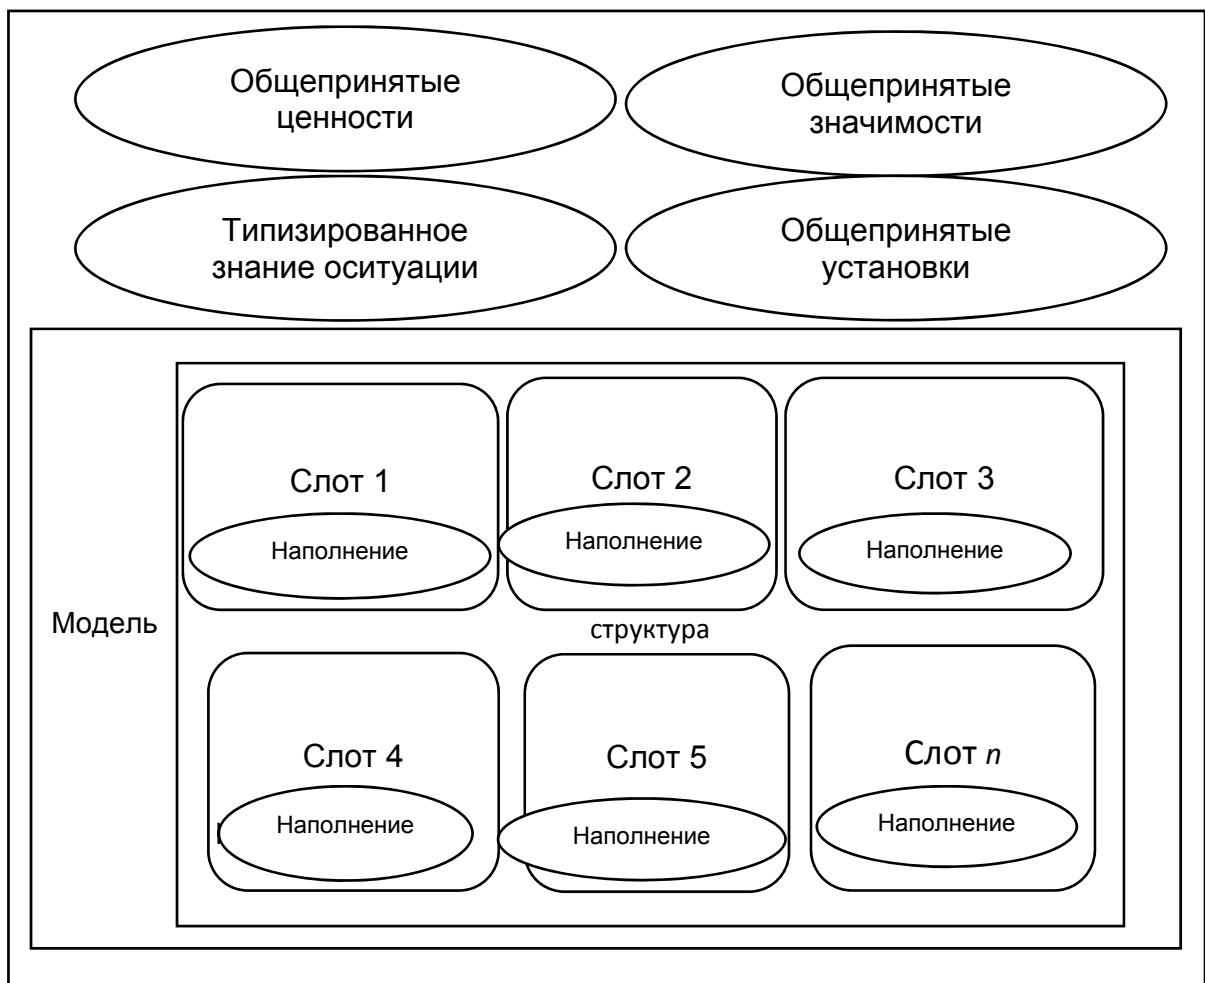 Общепринятые
ценности
Общепринятые
значимости
Типизированное
знание оситуации
Общепринятые
установки
Модель
Слот 1
Наполнение
Слот 2
Наполнение
Слот 3
Наполнение
структура
Слот 4
Наполнение
Слот 5
Наполнение
Слот n
Наполнение